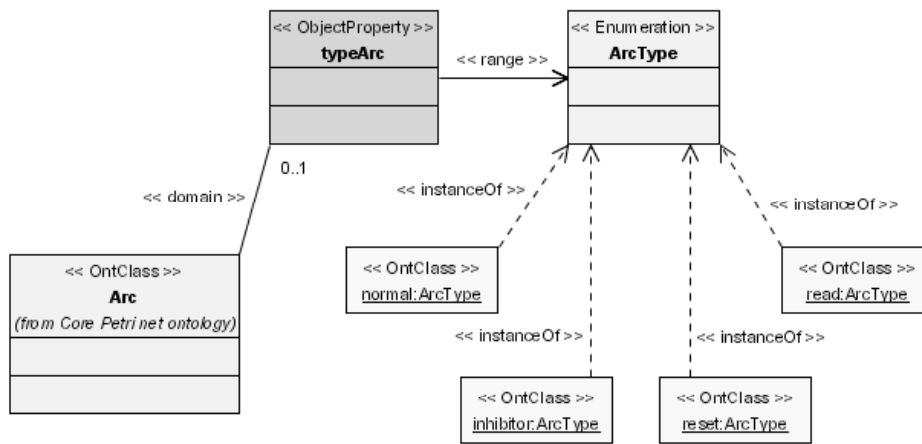 << ObjectProperty >>
typeArc
<< Enumeration >>
ArcType
<< range >>
0..1
<< domain >>
<< instanceOf >>
<< instanceOf >>
<< OntClass >>
Arc
(from Core Petri net ontology)
<< OntClass >>
normal:ArcType
<< OntClass >>
read:ArcType
<< instanceOf >>
<< instanceOf >>
<< OntClass >>
inhibitor:ArcType
<< OntClass >>
reset:ArcType